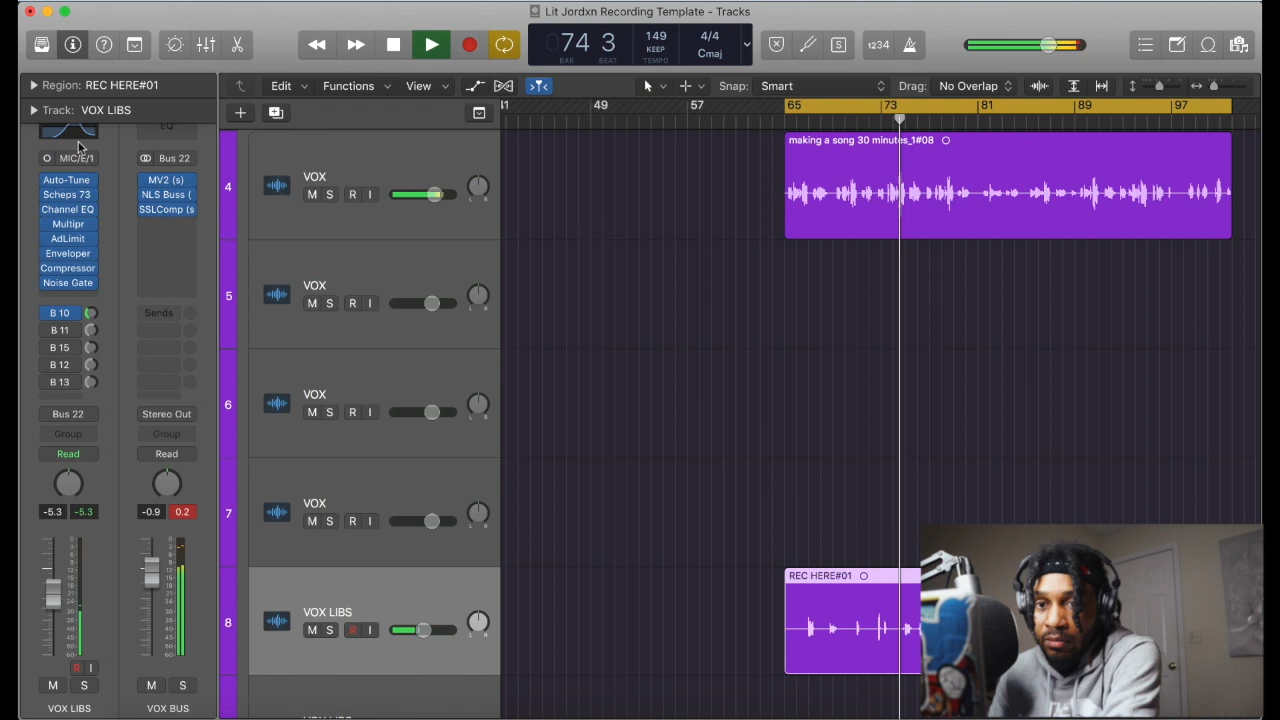 Lit Jordxn Recording Template - Tracks
74 3
BAR BEAT
149
KEEP
TEMPO
4/4
Cmaj
1234
S
Region: REC HERE#01
Track: VOX LIBS
Edit Functions View
Snap: Smart
Drag: No Overlap
41 49 57 65 73 81 89 97
EQ
MIC/E/1
Bus 22
Auto-Tune
Scheps 73
Channel EQ
Multipr
AdLimit
Enveloper
Compressor
Noise Gate
MV2 (s)
NLS Buss (
SSLComp (s
B 10
B 11
B 15
B 12
B 13
Sends
Bus 22
Stereo Out
Group
Group
Read
Read
-5.3 -5.3
-0.9 0.2
R I
M S
M S
VOX LIBS
VOX BUS
4
VOX
M S R I
L R
making a song 30 minutes_1#08
5
VOX
M S R I
L R
6
VOX
M S R I
L R
7
VOX
M S R I
L R
8
VOX LIBS
M S R I
L R
REC HERE#01